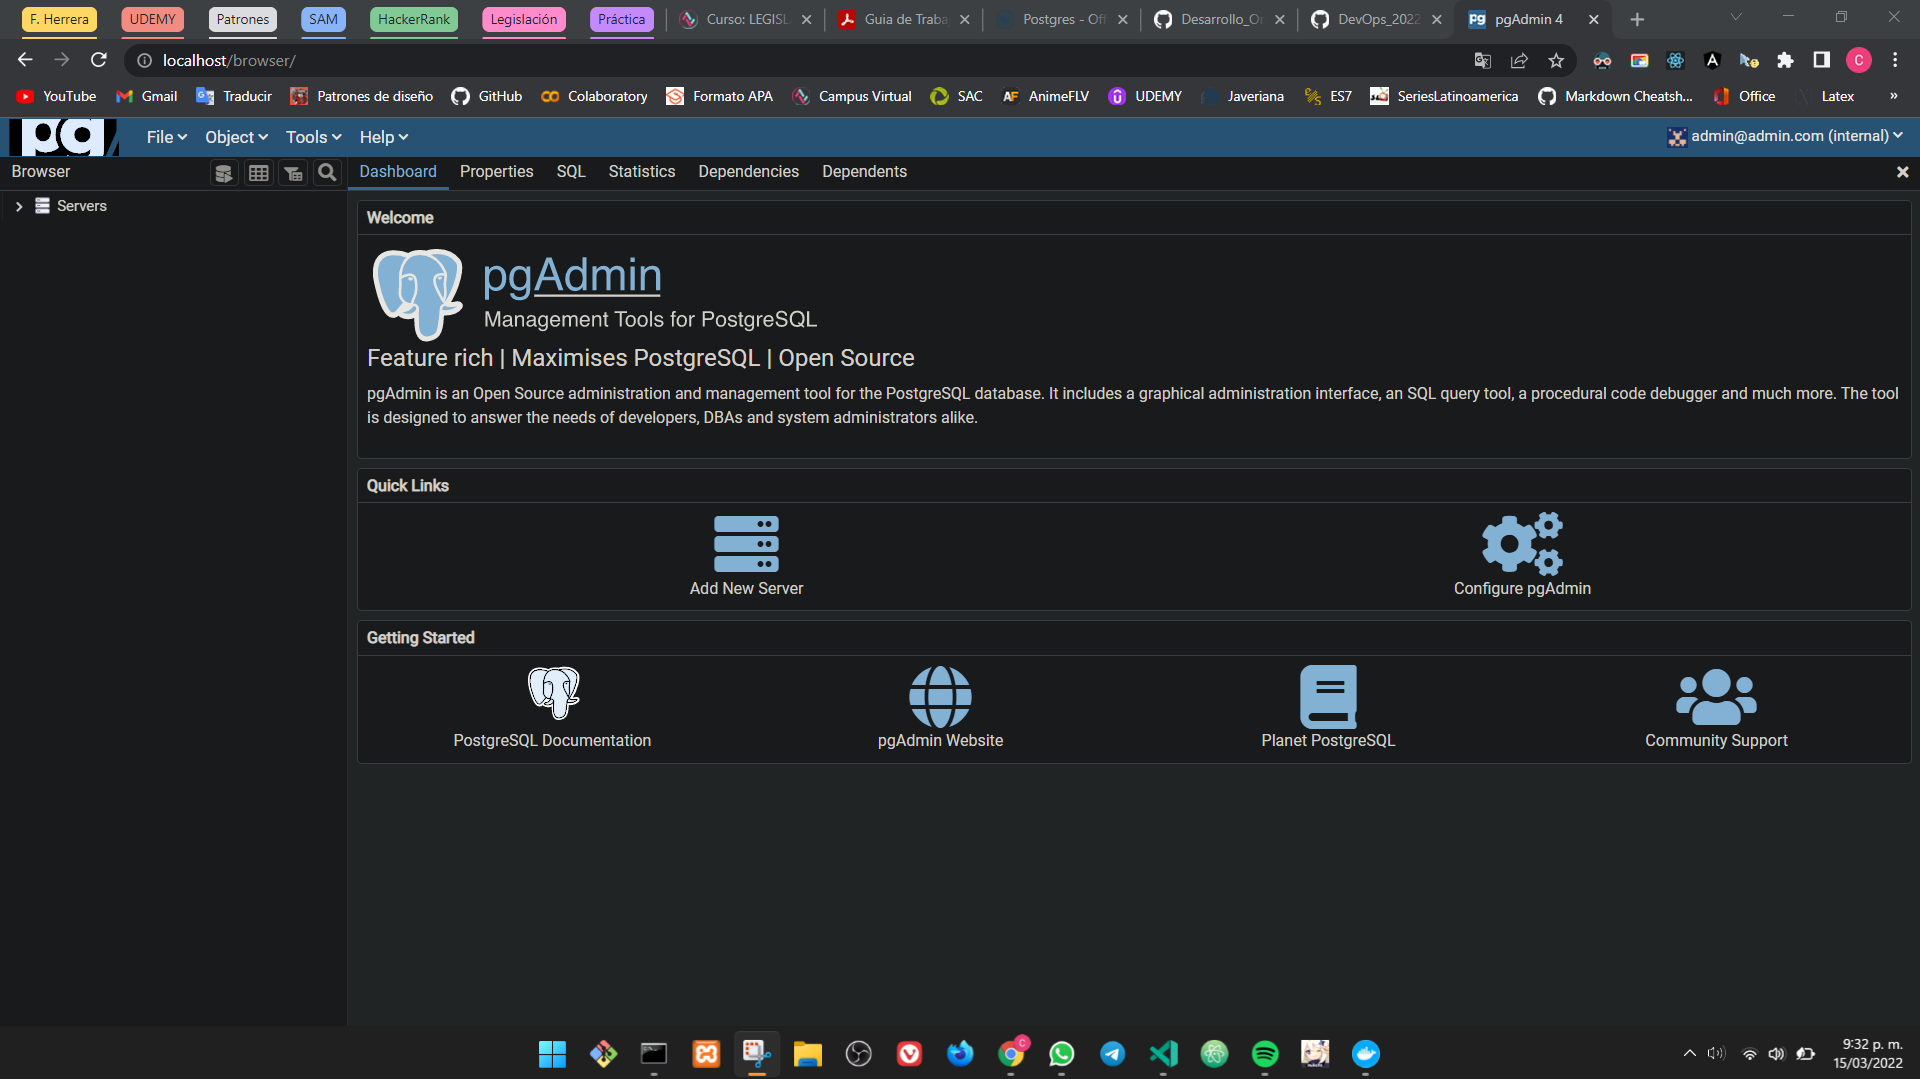 F. Herrera UDEMY Patrones SAM HackerRank Legislación Práctica Curso: LEGISL Guia de Traba Postgres - Off Desarrollo_Or DevOps_2022 pgAdmin 4
localhost/browser/
YouTube Gmail Traducir Patrones de diseño GitHub Colaboratory Formato APA Campus Virtual SAC AnimeFLV UDEMY Javeriana ES7 SeriesLatinoamerica Markdown Cheatsh... Office Latex »
File Object Tools Help admin@admin.com (internal)
Browser Dashboard Properties SQL Statistics Dependencies Dependents
Servers
Welcome
pgAdmin
Management Tools for PostgreSQL
Feature rich | Maximises PostgreSQL | Open Source
pgAdmin is an Open Source administration and management tool for the PostgreSQL database. It includes a graphical administration interface, an SQL query tool, a procedural code debugger and much more. The tool
is designed to answer the needs of developers, DBAs and system administrators alike.
Quick Links
Add New Server Configure pgAdmin
Getting Started
PostgreSQL Documentation pgAdmin Website Planet PostgreSQL Community Support
9:32 p. m.
15/03/2022